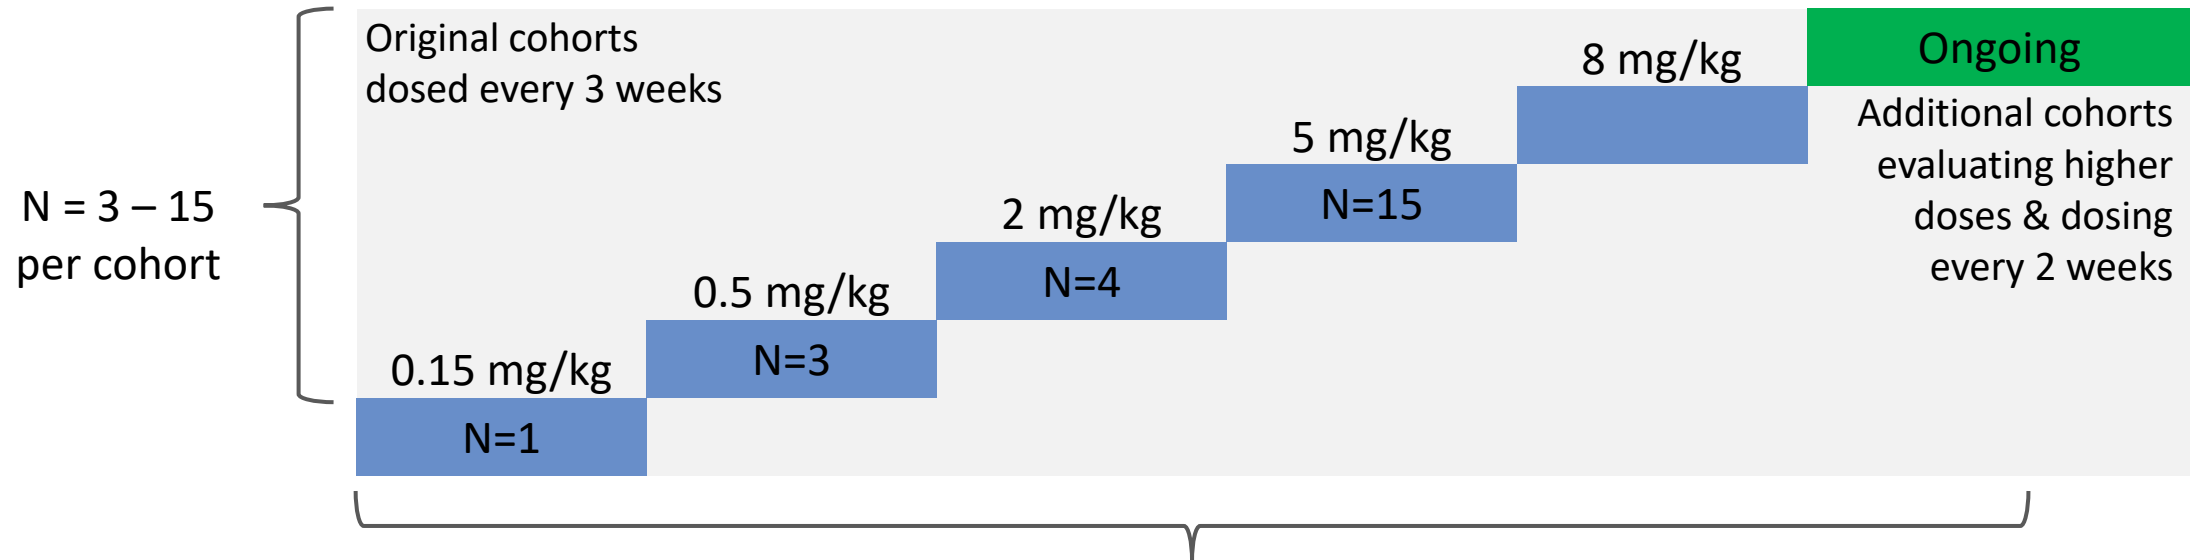 Original cohorts
dosed every 3 weeks
N = 3 – 15
per cohort
0.15 mg/kg
N=1
0.5 mg/kg
N=3
2 mg/kg
N=4
5 mg/kg
N=15
8 mg/kg
Ongoing
Additional cohorts
evaluating higher
doses & dosing
every 2 weeks